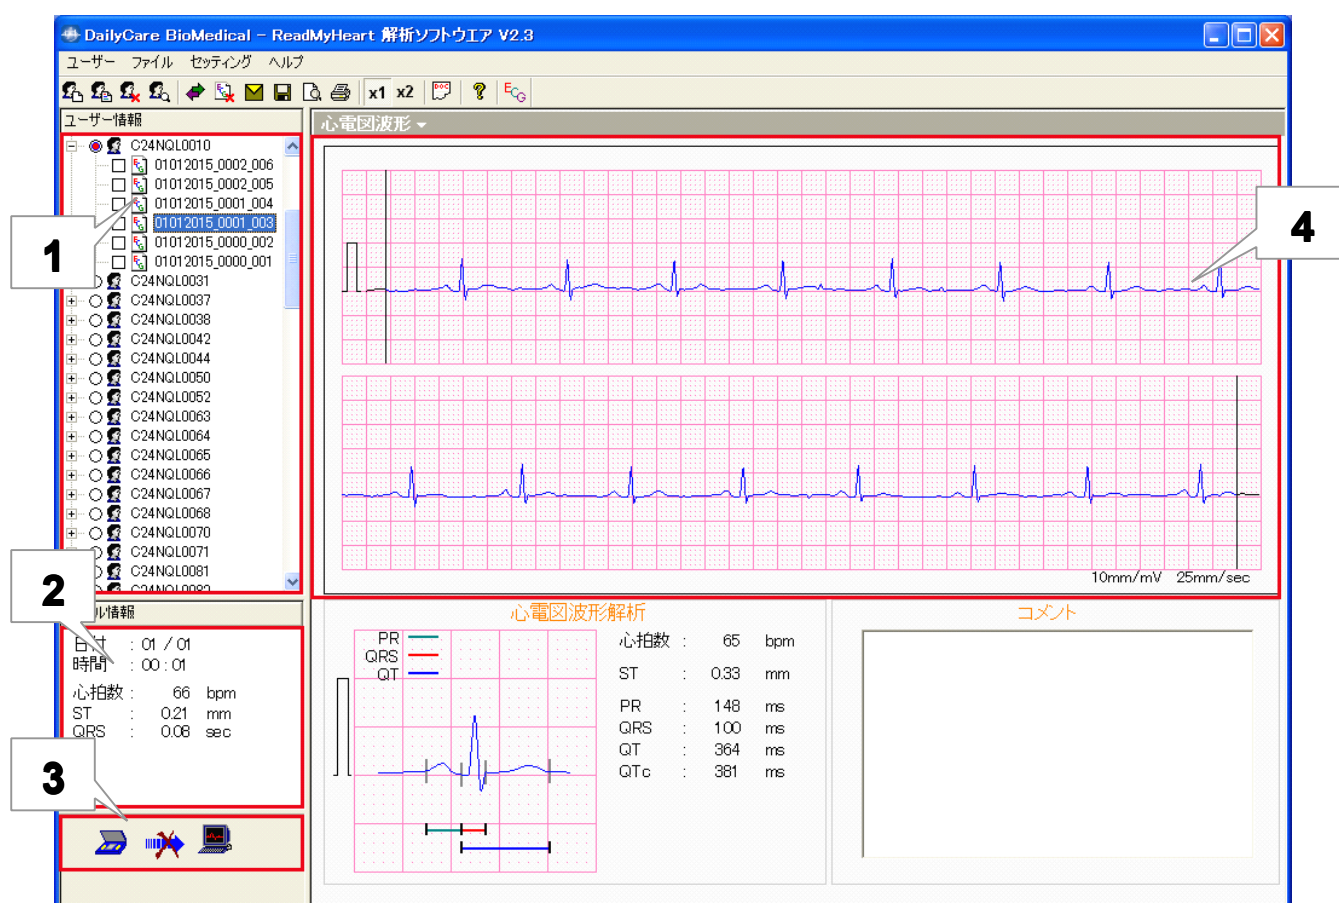 DailyCare BioMedical - ReadMyHeart 解析ソフトウエア V2.3
ユーザー ファイル セッティング ヘルプ
x1 x2 DOC ? ECG
ユーザー情報
C24NQL0010
01012015_0002_006
01012015_0002_005
01012015_0001_004
01012015_0001_003
01012015_0000_002
01012015_0000_001
C24NQL0031
C24NQL0037
C24NQL0038
C24NQL0042
C24NQL0044
C24NQL0050
C24NQL0052
C24NQL0063
C24NQL0064
C24NQL0065
C24NQL0066
C24NQL0067
C24NQL0068
C24NQL0070
C24NQL0071
C24NQL0081
1
2
ル情報
日付 : 01 / 01
時間 : 00 : 01
心拍数 : 66 bpm
ST : 0.21 mm
QRS : 0.08 sec
3
心電図波形
4
10mm/mV 25mm/sec
心電図波形解析
PR
QRS
QT
心拍数 : 65 bpm
ST : 0.33 mm
PR : 148 ms
QRS : 100 ms
QT : 364 ms
QTc : 381 ms
コメント